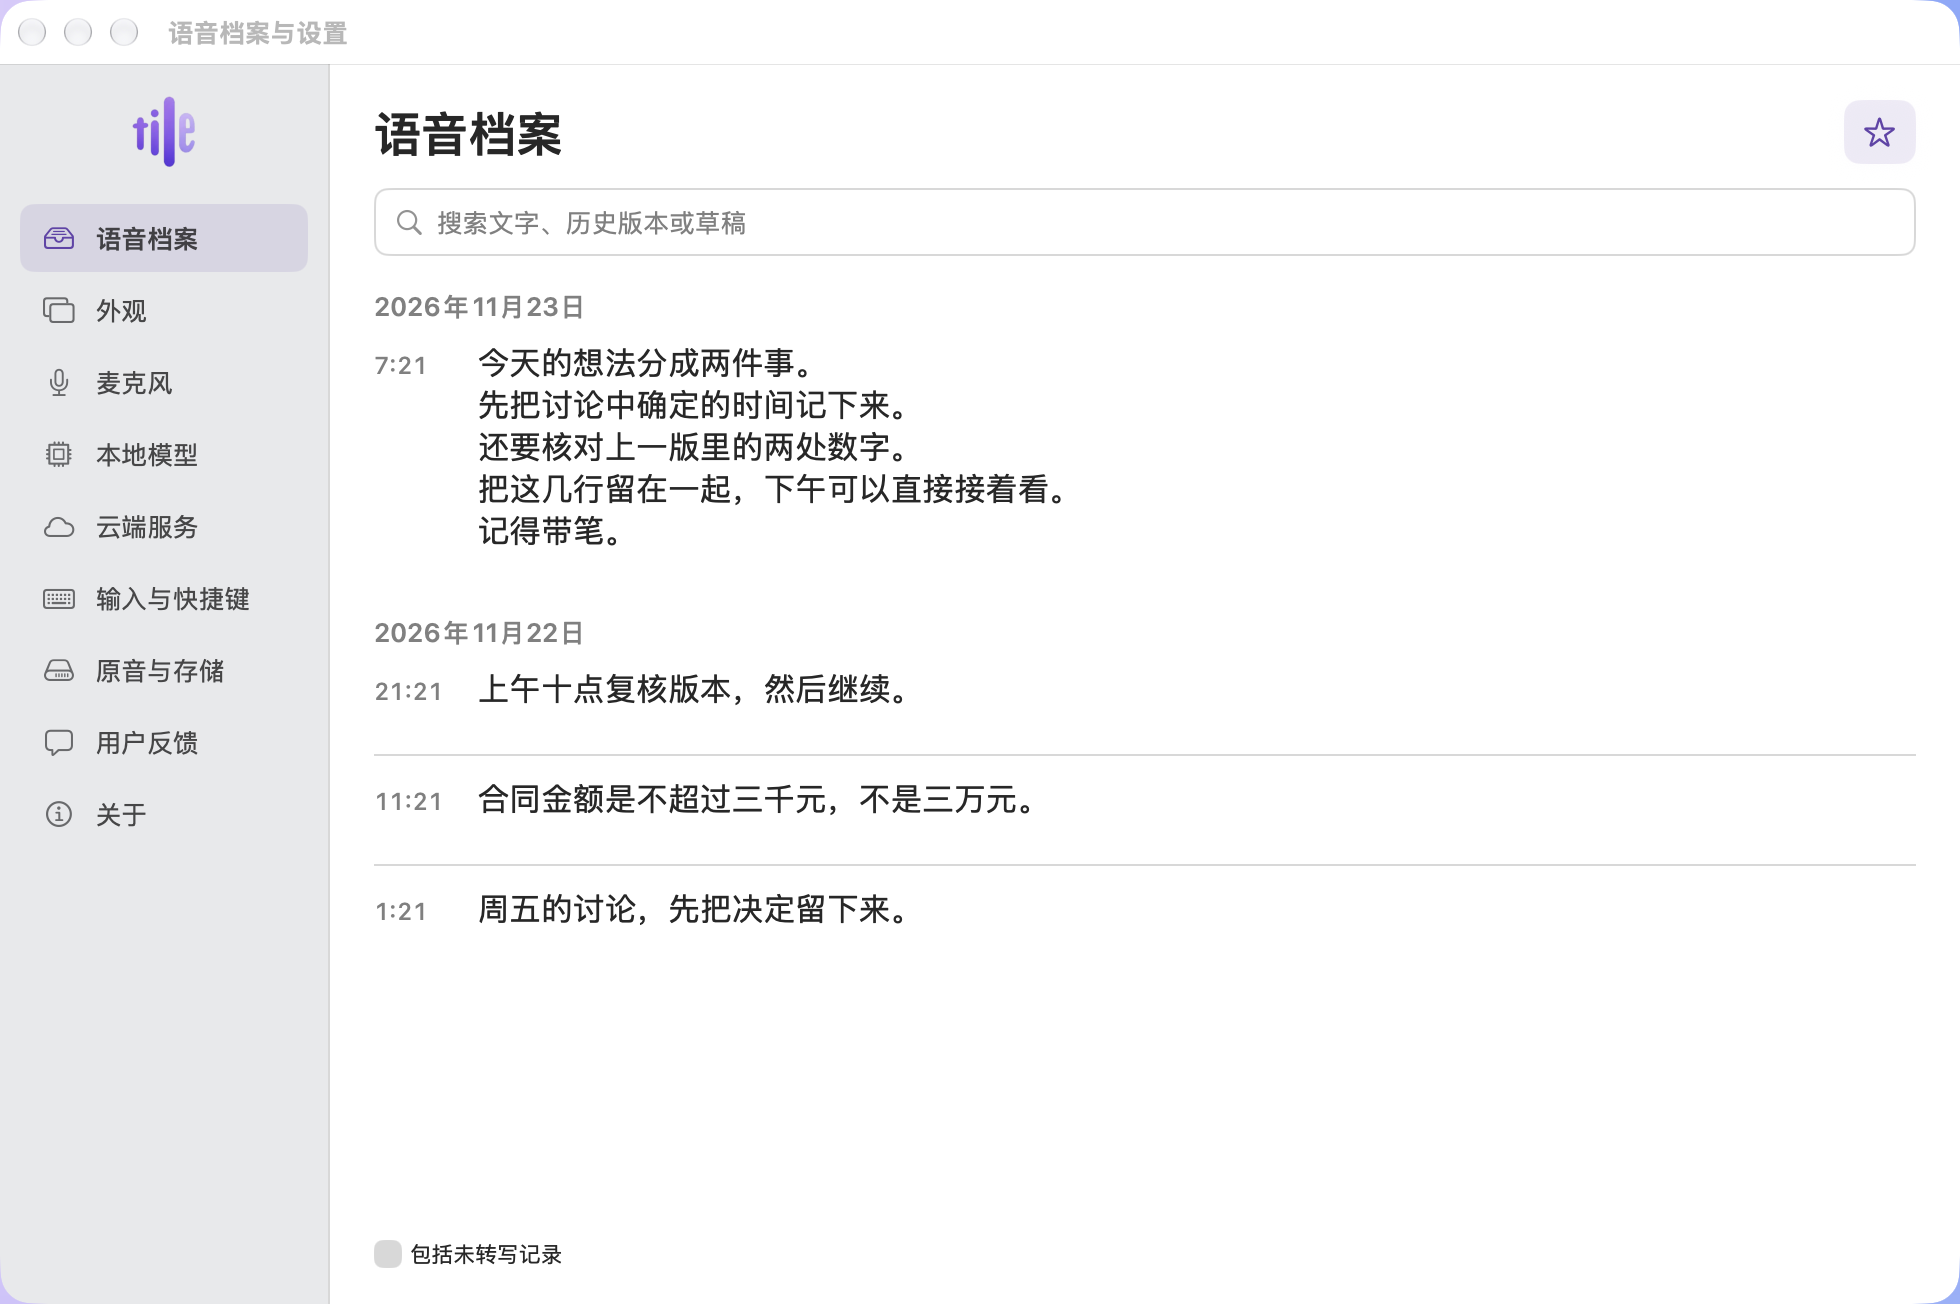 语音档案与设置
tile
语音档案
外观
麦克风
本地模型
云端服务
输入与快捷键
原音与存储
用户反馈
关于
语音档案
搜索文字、历史版本或草稿
2026年11月23日
7:21 今天的想法分成两件事。
先把讨论中确定的时间记下来。
还要核对上一版里的两处数字。
把这几行留在一起，下午可以直接接着看。
记得带笔。
2026年11月22日
21:21 上午十点复核版本，然后继续。
11:21 合同金额是不超过三千元，不是三万元。
1:21 周五的讨论，先把决定留下来。
包括未转写记录